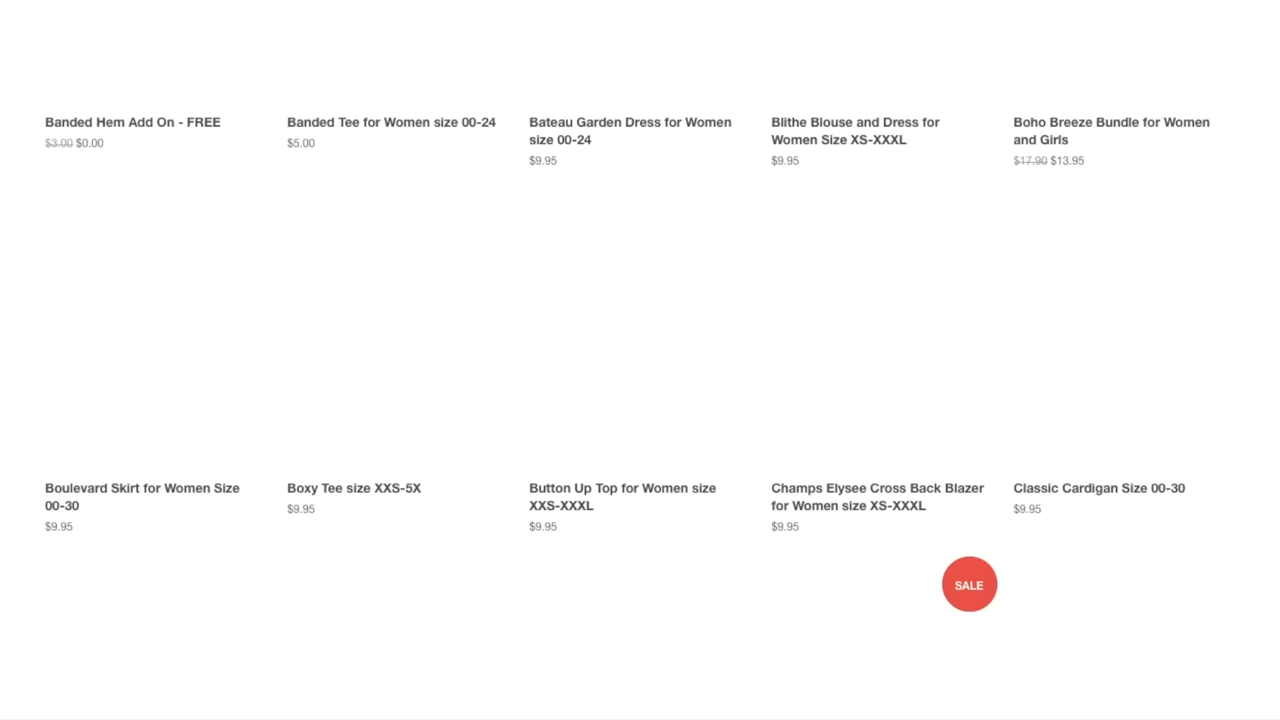 Banded Hem Add On - FREE
$3.00 $0.00
Banded Tee for Women size 00-24
$5.00
Bateau Garden Dress for Women
size 00-24
$9.95
Blithe Blouse and Dress for
Women Size XS-XXXL
$9.95
Boho Breeze Bundle for Women
and Girls
$17.90 $13.95
Boulevard Skirt for Women Size
00-30
$9.95
Boxy Tee size XXS-5X
$9.95
Button Up Top for Women size
XXS-XXXL
$9.95
Champs Elysee Cross Back Blazer
for Women size XS-XXXL
$9.95
Classic Cardigan Size 00-30
$9.95
SALE